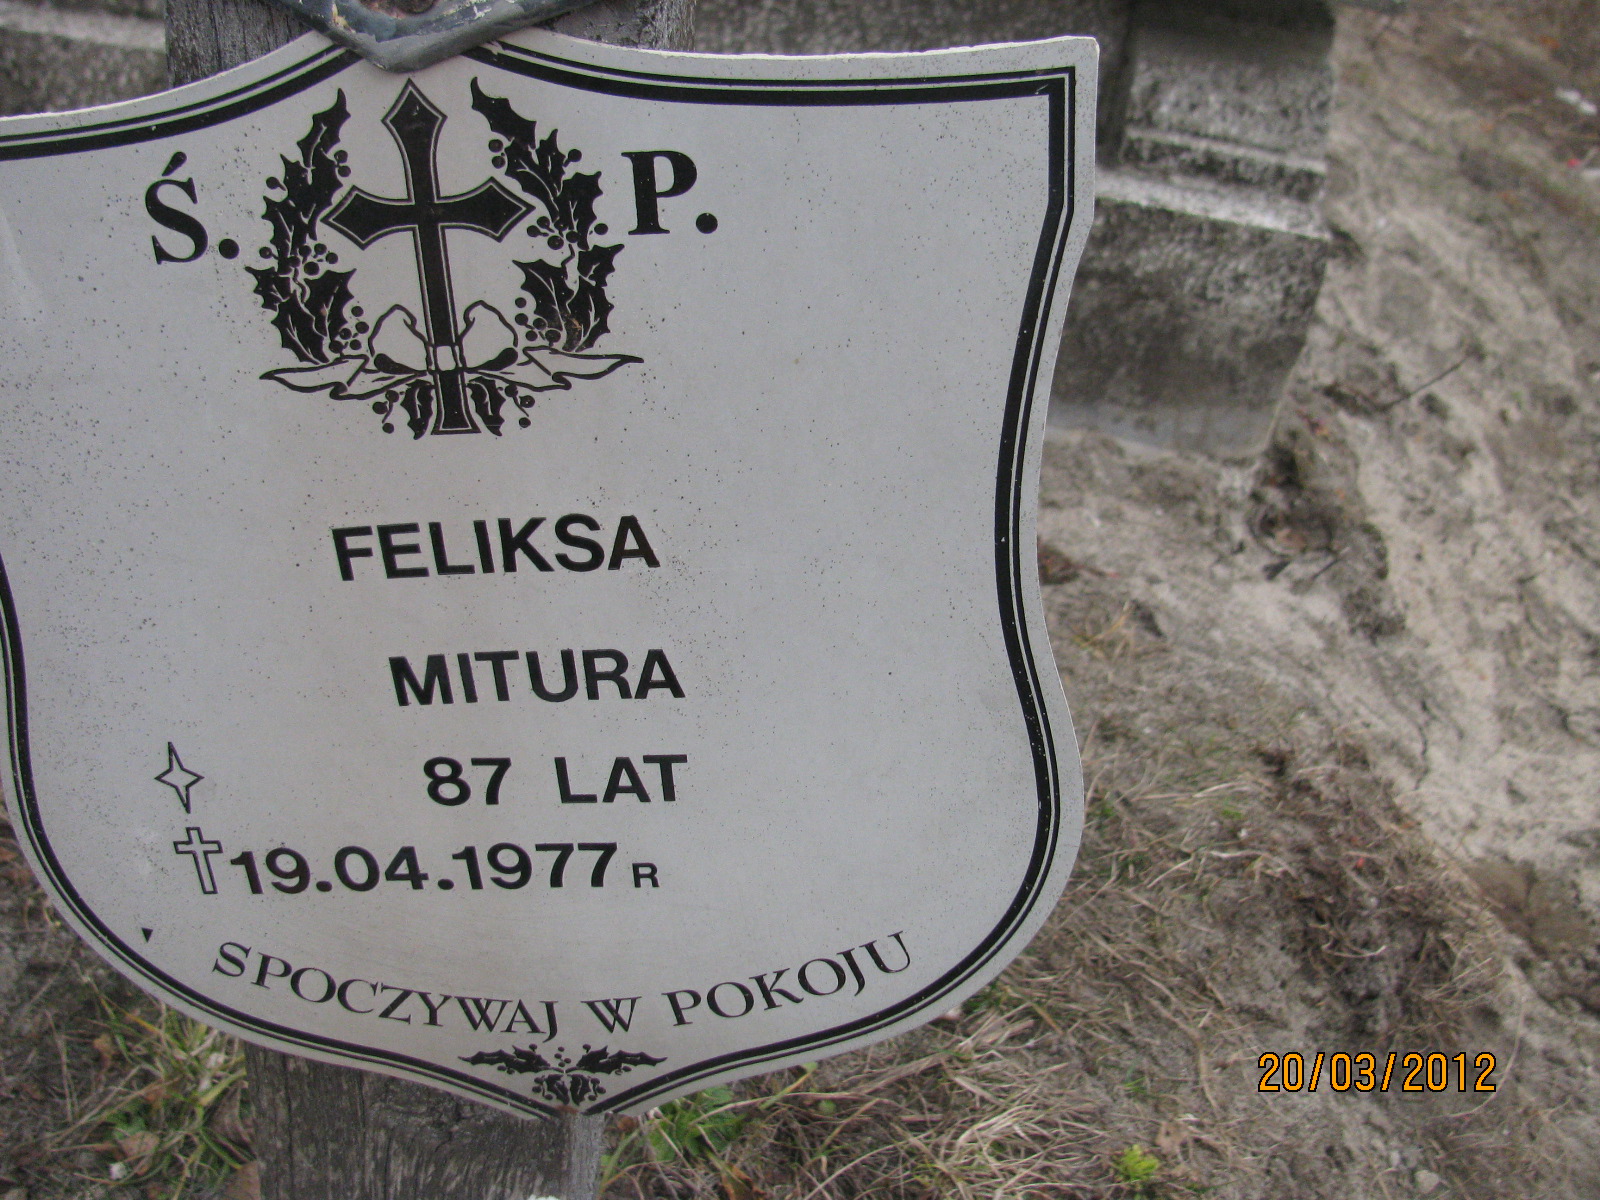 Ś. P.
FELIKSA
MITURA
87 LAT
19.04.1977 R
SPOCZYWAJ W POKOJU
20/03/2012